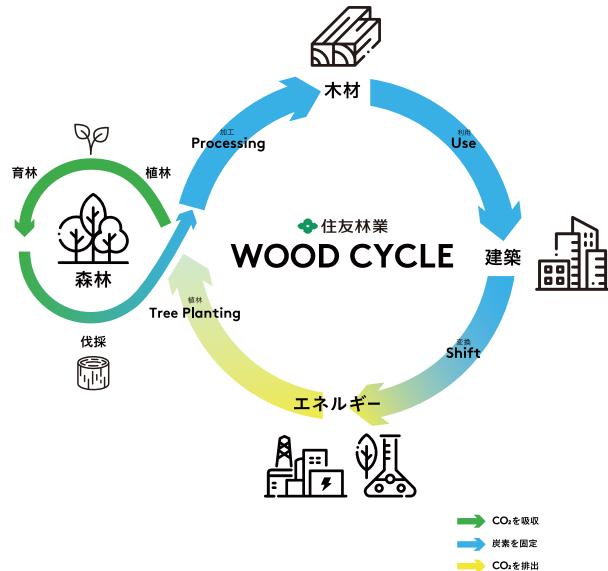 木材
加工
Processing
利用
Use
育林
植林
森林
伐採
住友林業
WOOD CYCLE
建築
植林
Tree Planting
変換
Shift
エネルギー
CO₂を吸収
炭素を固定
CO₂を排出